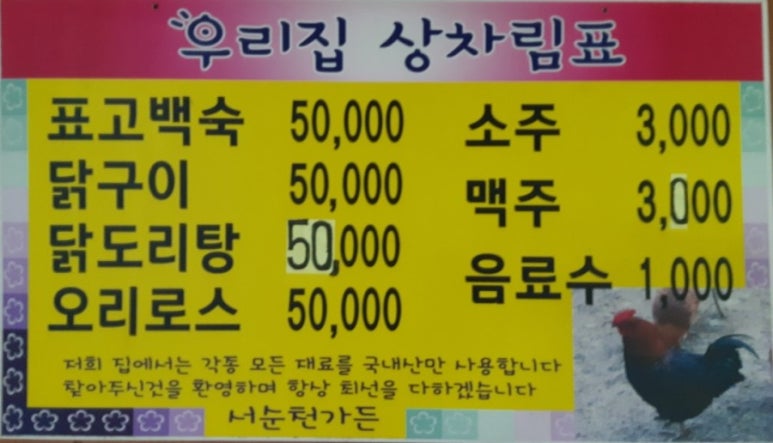 우리집 상차림표
표고백숙 50,000
닭구이 50,000
닭도리탕 50,000
오리로스 50,000
소주 3,000
맥주 3,000
음료수 1,000
저희 집에서는 각종 모든 재료를 국내산만 사용합니다
찾아주신것을 환영하며 항상 최선을 다하겠습니다
서순천가든